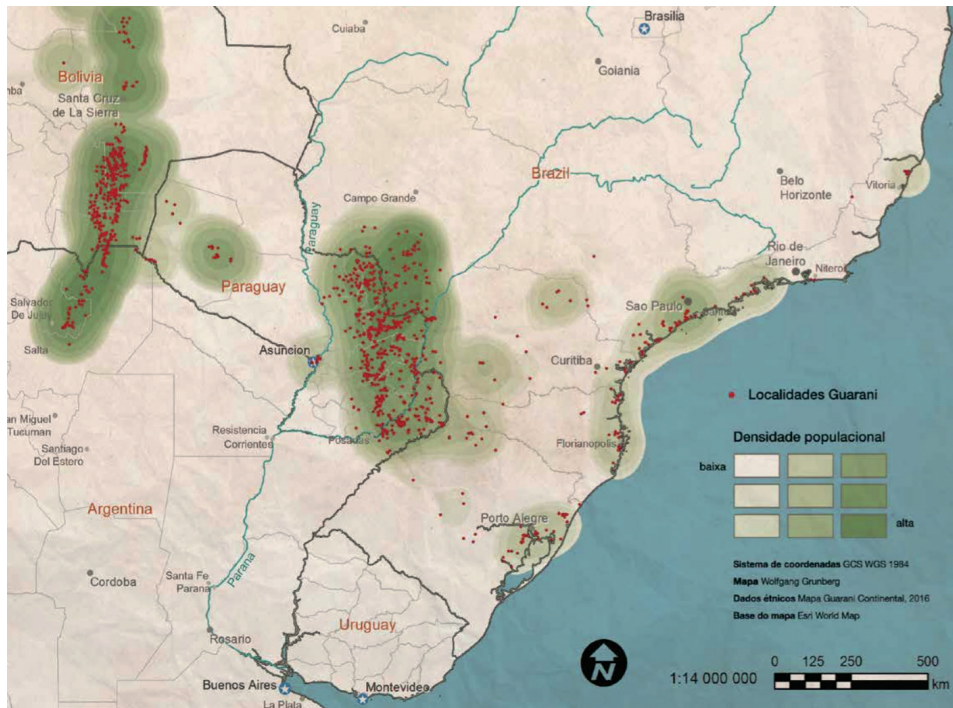 Brasilia
Cuiaba
Goiania
Bolivia
Santa Cruz
de La Sierra
Brazil
Belo
Horizonte
Vitoria
Campo Grande
Paraguay
Rio de
Janeiro
Niteroi
Paraguay
Salvador
De Jujuy
Sao Paulo
Salta
Asuncion
Curitiba
Localidades Guarani
San Miguel
Tucuman
Resistencia
Corrientes
Posadas
Florianopolis
Santiago
Del Estero
Densidade populacional
baixa
alta
Argentina
Porto Alegre
Cordoba
Santa Fe
Parana
Parana
Sistema de coordenadas GCS WGS 1984
Mapa Wolfgang Grunberg
Dados étnicos Mapa Guarani Continental, 2016
Base do mapa Esri World Map
Uruguay
Rosario
N
1:14 000 000
0 125 250 500
km
Buenos Aires
Montevideo
La Plata